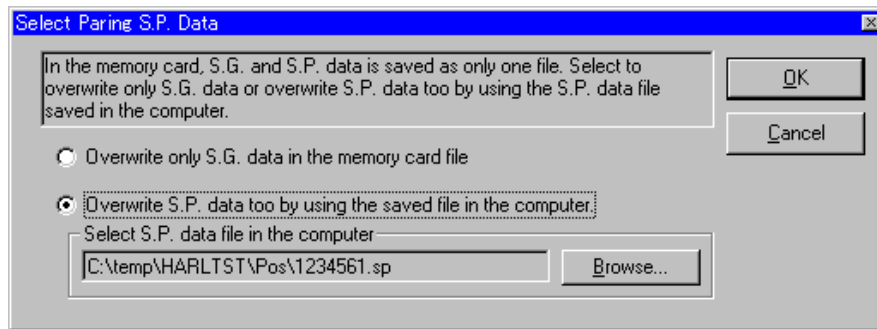 Select Paring S.P. Data
In the memory card, S.G. and S.P. data is saved as only one file. Select to
overwrite only S.G. data or overwrite S.P. data too by using the S.P. data file
saved in the computer.
OK
Cancel
Overwrite only S.G. data in the memory card file
Overwrite S.P. data too by using the saved file in the computer.
Select S.P. data file in the computer
C:\temp\HARLTST\Pos\1234561.sp
Browse...